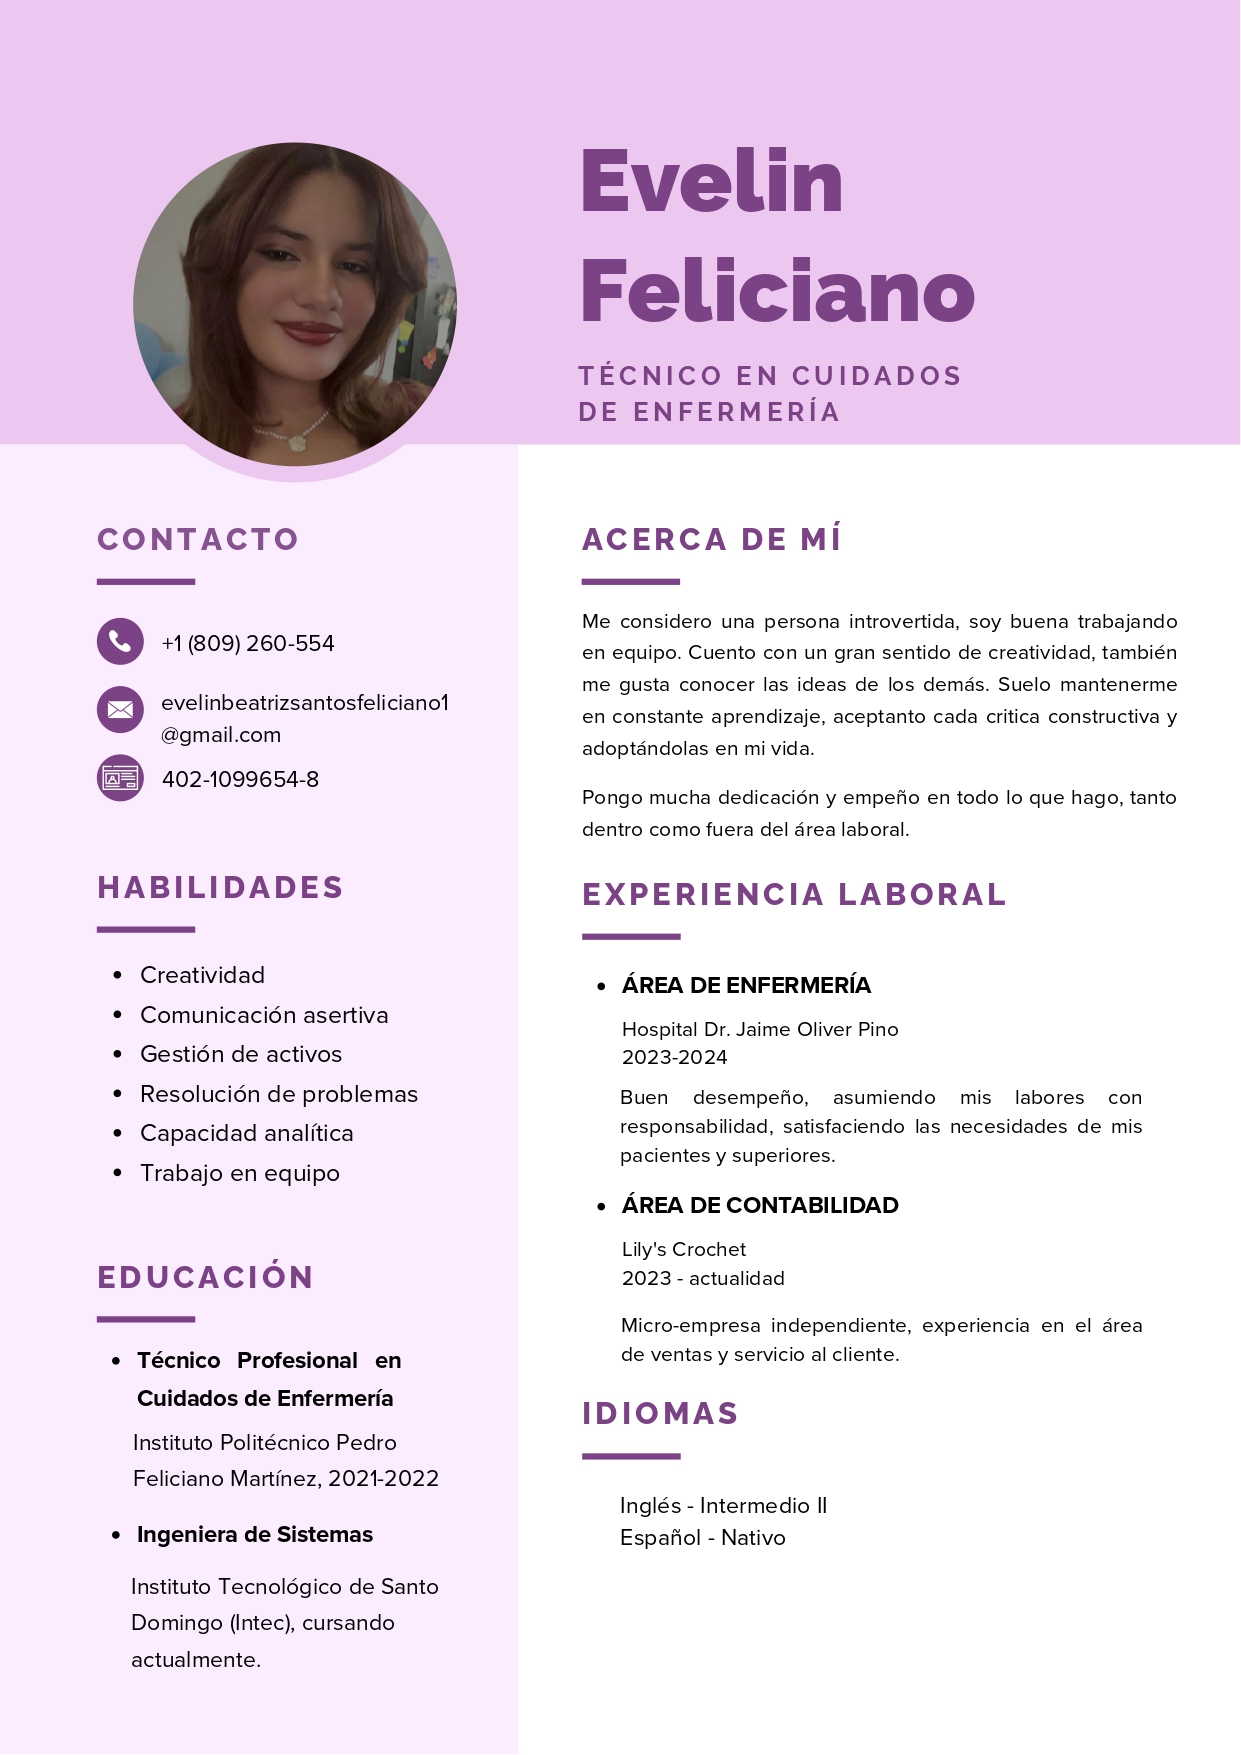 Evelin
Feliciano
TÉCNICO EN CUIDADOS
DE ENFERMERÍA
CONTACTO
+1 (809) 260-554
evelinbeatrizsantosfeliciano1
@gmail.com
402-1099654-8
HABILIDADES
• Creatividad
• Comunicación asertiva
• Gestión de activos
• Resolución de problemas
• Capacidad analítica
• Trabajo en equipo
EDUCACIÓN
• Técnico Profesional en
Cuidados de Enfermería
Instituto Politécnico Pedro
Feliciano Martínez, 2021-2022
• Ingeniera de Sistemas
Instituto Tecnológico de Santo
Domingo (Intec), cursando
actualmente.
ACERCA DE MÍ
Me considero una persona introvertida, soy buena trabajando
en equipo. Cuento con un gran sentido de creatividad, también
me gusta conocer las ideas de los demás. Suelo mantenerme
en constante aprendizaje, aceptanto cada critica constructiva y
adoptándolas en mi vida.
Pongo mucha dedicación y empeño en todo lo que hago, tanto
dentro como fuera del área laboral.
EXPERIENCIA LABORAL
• ÁREA DE ENFERMERÍA
Hospital Dr. Jaime Oliver Pino
2023-2024
Buen desempeño, asumiendo mis labores con
responsabilidad, satisfaciendo las necesidades de mis
pacientes y superiores.
• ÁREA DE CONTABILIDAD
Lily's Crochet
2023 - actualidad
Micro-empresa independiente, experiencia en el área
de ventas y servicio al cliente.
IDIOMAS
Inglés - Intermedio II
Español - Nativo